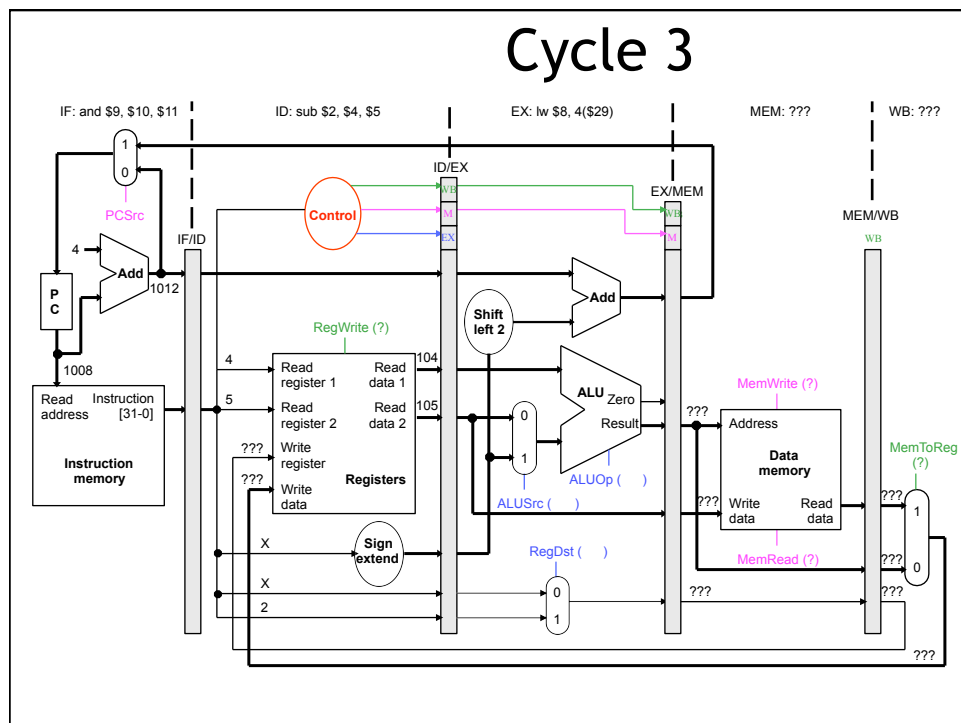 Cycle 3
IF: and $9, $10, $11
ID: sub $2, $4, $5
EX: lw $8, 4($29)
MEM: ???
WB: ???
1
0
PCSrc
4
Add
P
C
1012
1008
Read
address
Instruction
[31-0]
Instruction
memory
IF/ID
Control
ID/EX
WB
M
EX
EX/MEM
WB
M
MEM/WB
WB
RegWrite (?)
4
5
???
???
Read
register 1
Read
data 1
Read
register 2
Read
data 2
Write
register
Write
data
Registers
104
105
X
Sign
extend
X
2
Shift
left 2
Add
0
1
ALUSrc (     )
ALU
Zero
Result
ALUOp (     )
RegDst (     )
0
1
???
MemWrite (?)
Address
Data
memory
???
Write
data
Read
data
MemRead (?)
???
MemToReg
(?)
???
1
???
0
???
???